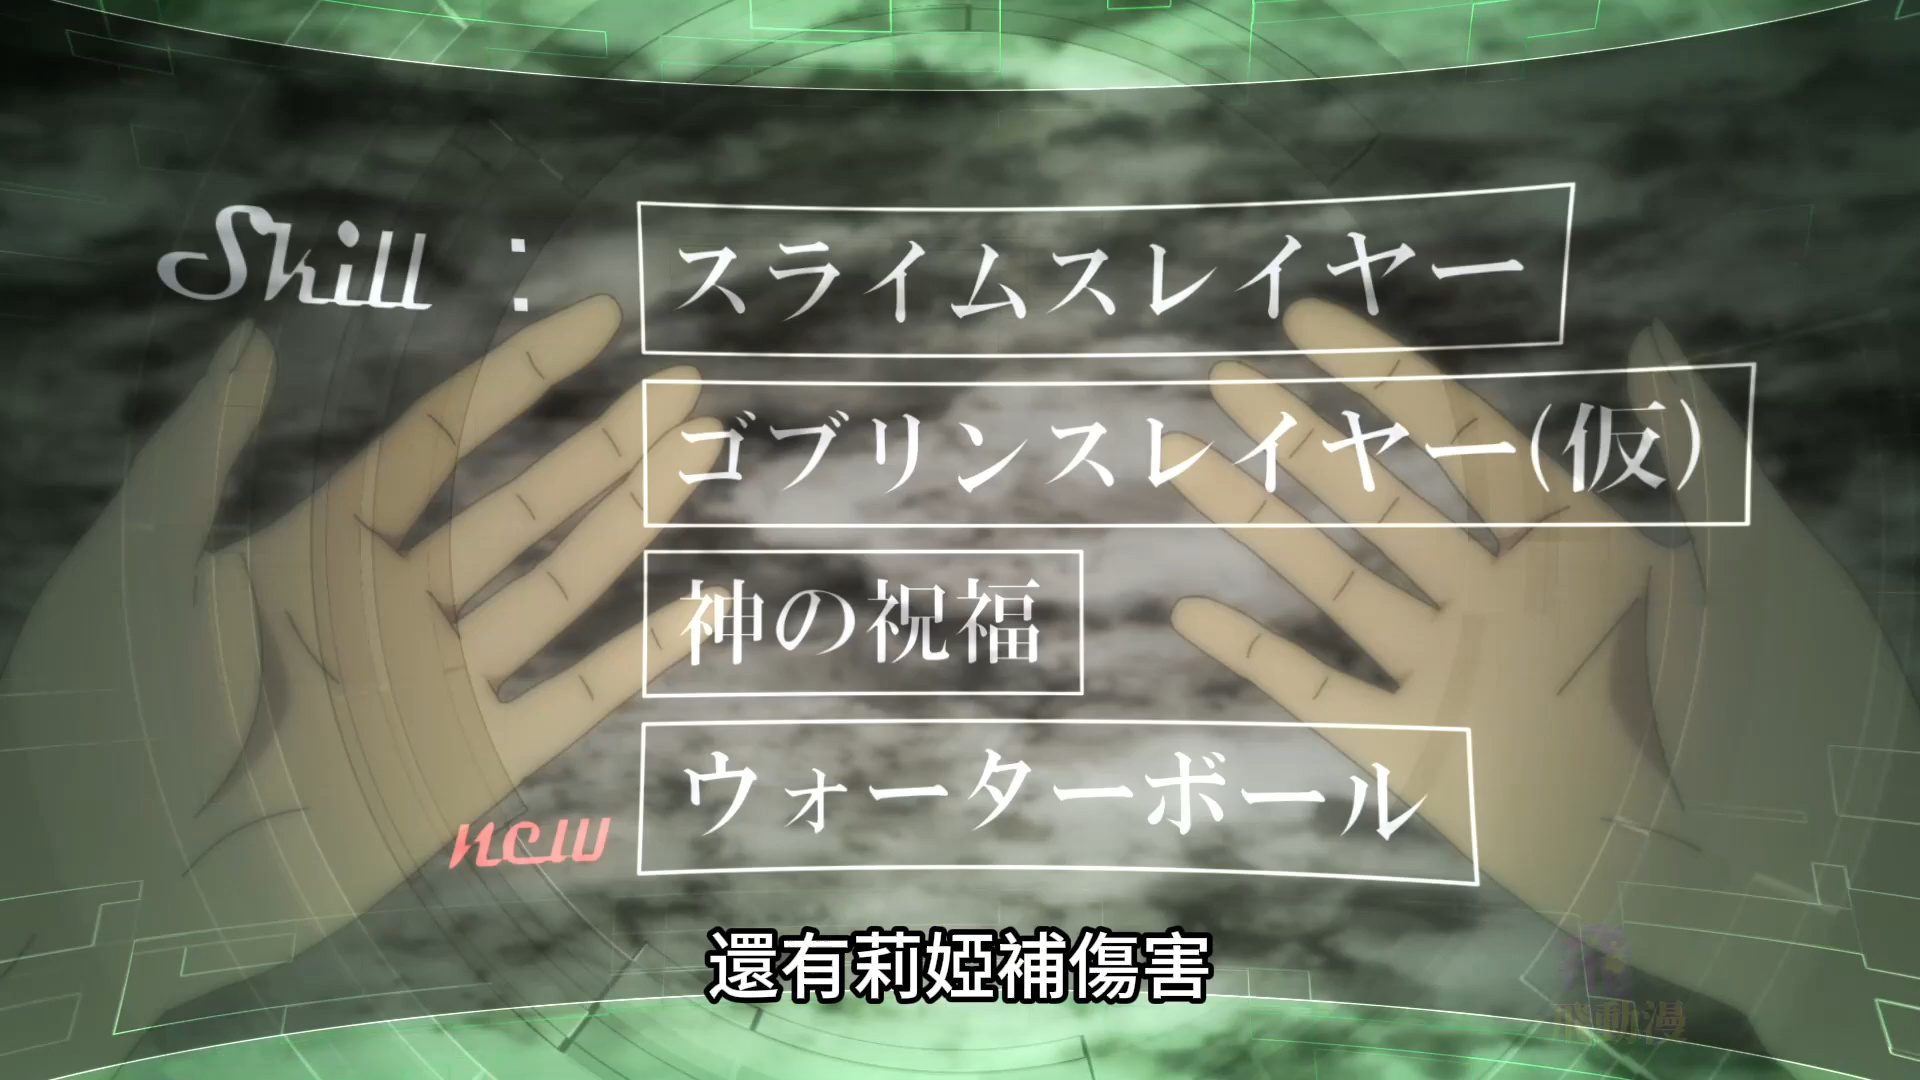 Skill : スライムスレイヤー
ゴブリンスレイヤー(仮)
神の祝福
new ウォーターボール
還有莉婭補傷害
動漫